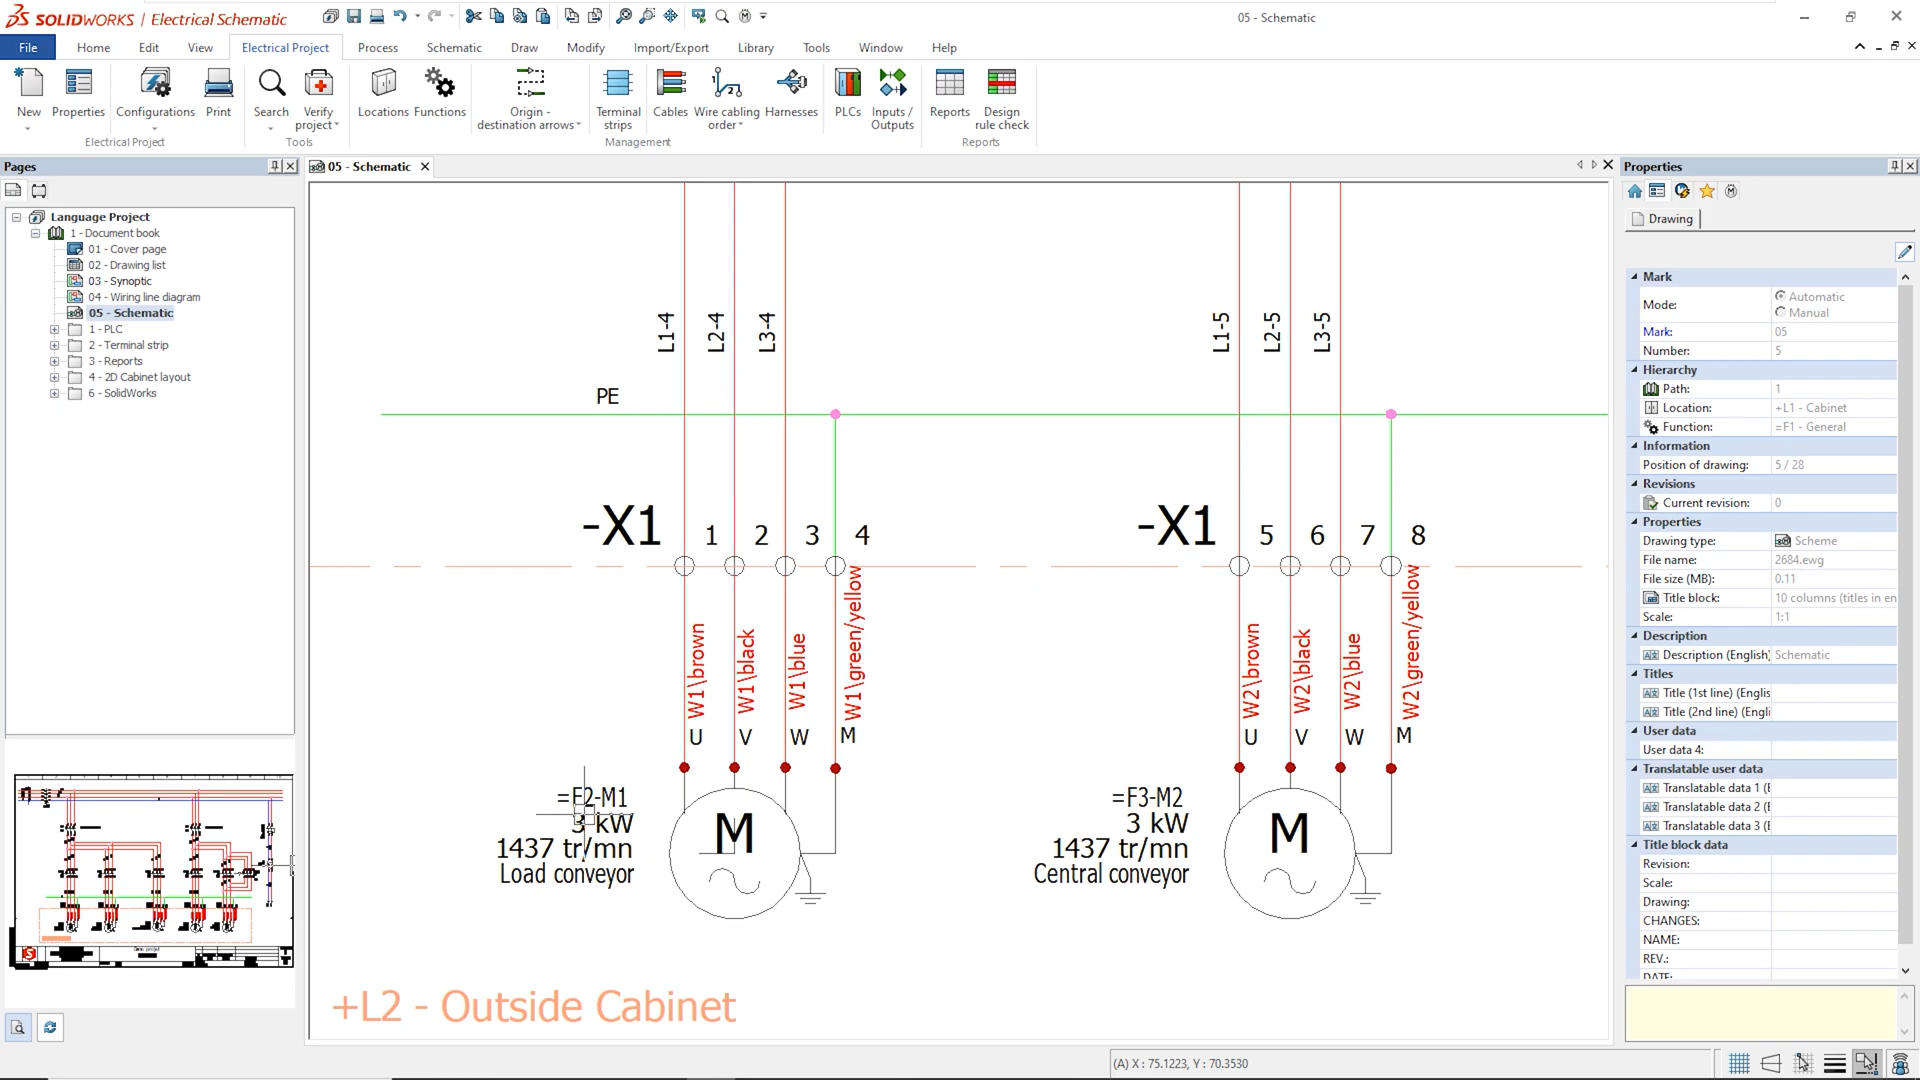 SOLIDWORKS | Electrical Schematic
05 - Schematic
File
Home
Edit
View
Electrical Project
Process
Schematic
Draw
Modify
Import/Export
Library
Tools
Window
Help
New
Properties
Configurations
Print
Search
Verify
project
Locations
Functions
Origin -
destination arrows
Terminal
strips
Cables
Wire cabling
order
Harnesses
PLCs
Inputs /
Outputs
Reports
Design
rule check
Electrical Project
Tools
Management
Reports
Pages
Language Project
1 - Document book
01 - Cover page
02 - Drawing list
03 - Synoptic
04 - Wiring line diagram
05 - Schematic
1 - PLC
2 - Terminal strip
3 - Reports
4 - 2D Cabinet layout
6 - SolidWorks
05 - Schematic
L1-4
L2-4
L3-4
L1-5
L2-5
L3-5
PE
-X1
1
2
3
4
-X1
5
6
7
8
W1\brown
W1\black
W1\blue
W1\green/yellow
W2\brown
W2\black
W2\blue
W2\green/yellow
U
V
W
M
U
V
W
M
=F2-M1
3 kW
1437 tr/mn
Load conveyor
M
=F3-M2
3 kW
1437 tr/mn
Central conveyor
M
+L2 - Outside Cabinet
Properties
Drawing
Mark
Mode:
Automatic
Manual
Mark: 05
Number: 5
Hierarchy
Path: 1
Location: +L1 - Cabinet
Function: =F1 - General
Information
Position of drawing: 5 / 28
Revisions
Current revision: 0
Properties
Drawing type: Scheme
File name: 2684.ewg
File size (MB): 0.11
Title block: 10 columns (titles in en
Scale: 1:1
Description
Description (English) Schematic
Titles
Title (1st line) (Englis
Title (2nd line) (Engli
User data
User data 4:
Translatable user data
Translatable data 1 (E
Translatable data 2 (E
Translatable data 3 (E
Title block data
Revision:
Scale:
Drawing:
CHANGES:
NAME:
REV.:
DATE:
(A) X : 75.1223, Y : 70.3530